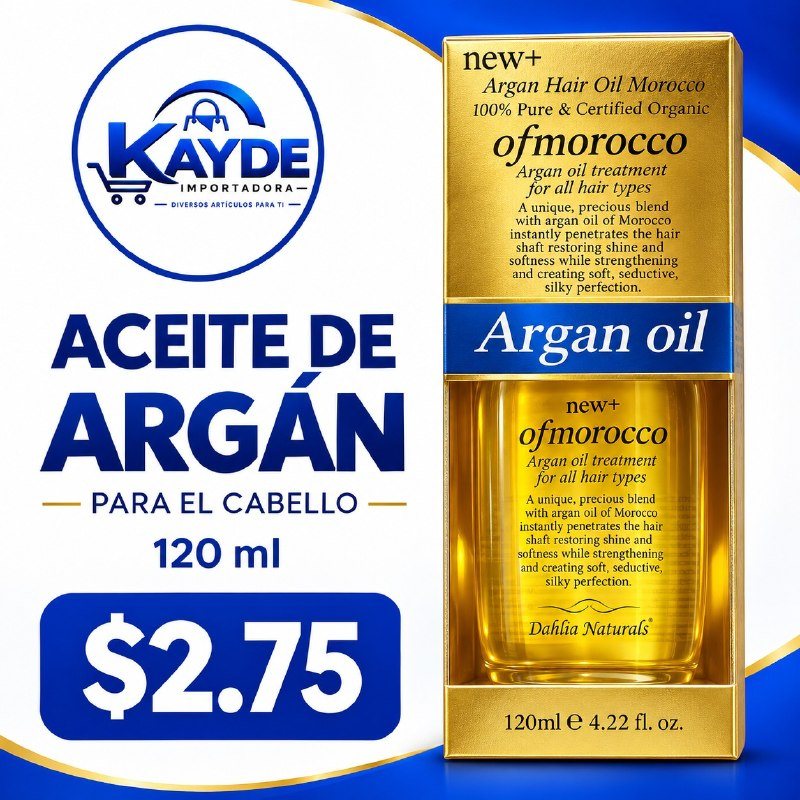 KAYDE
IMPORTADORA
DIVERSOS ARTÍCULOS PARA TI
ACEITE DE
ARGÁN
PARA EL CABELLO
120 ml
$2.75
new+
Argan Hair Oil Morocco
100% Pure & Certified Organic
ofmorocco
Argan oil treatment
for all hair types
A unique, precious blend
with argan oil of Morocco
instantly penetrates the hair
shaft restoring shine and
softness while strengthening
and creating soft, seductive,
silky perfection.
Argan oil
new+
ofmorocco
Argan oil treatment
for all hair types
A unique, precious blend
with argan oil of Morocco
instantly penetrates the hair
shaft restoring shine and
softness while strengthening
and creating soft, seductive,
silky perfection.
Dahlia Naturals®
120ml e 4.22 fl. oz.